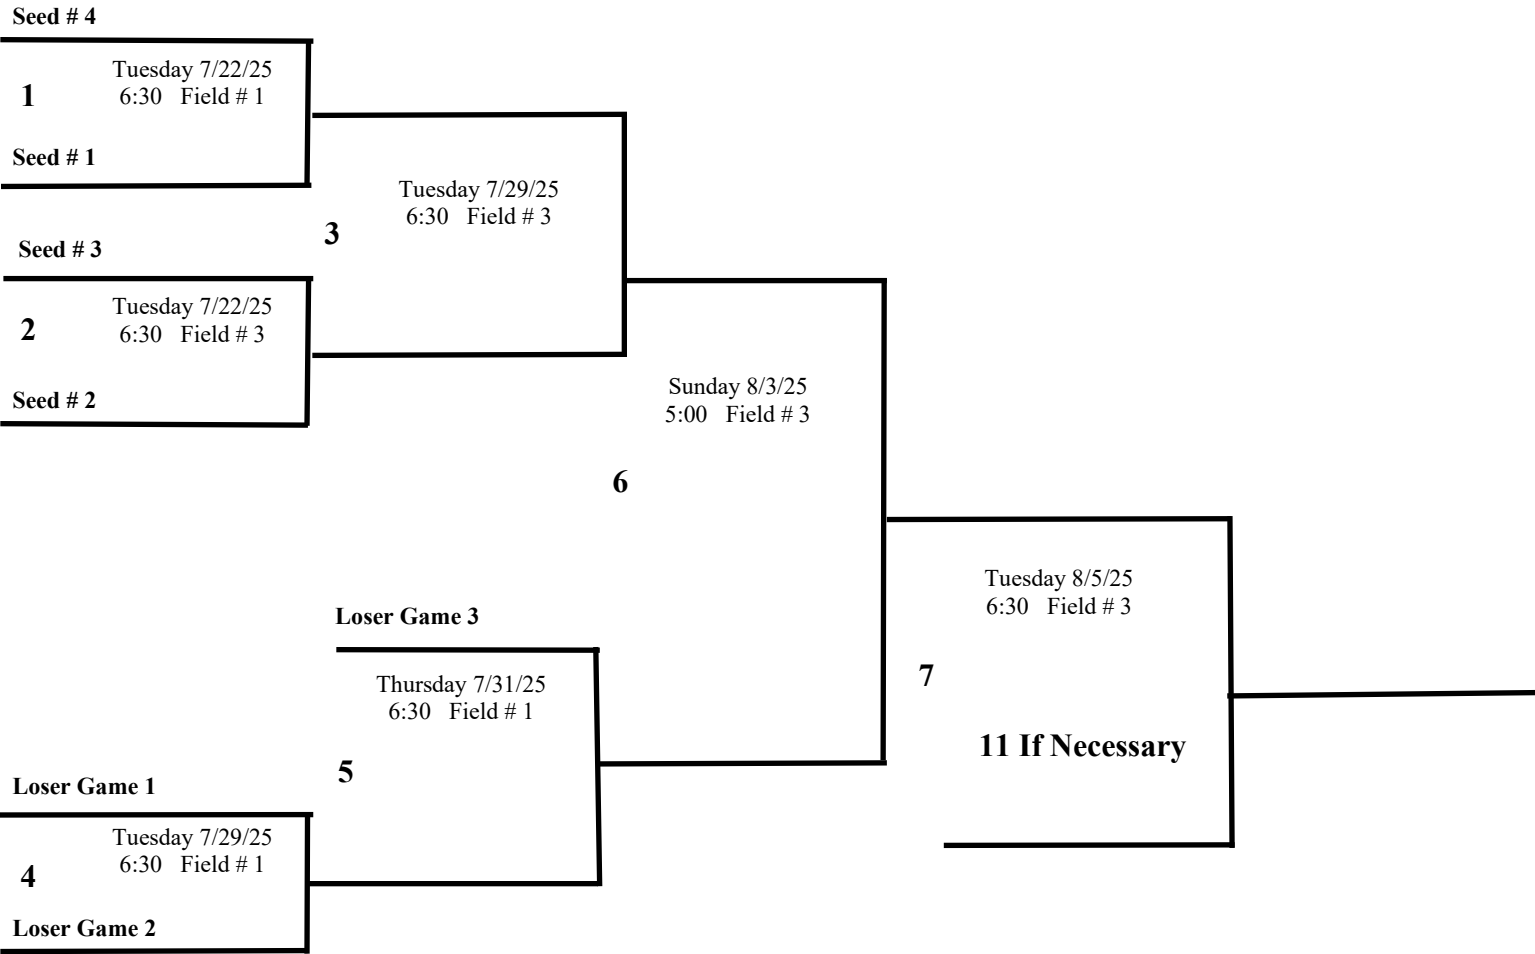 Seed # 4
Tuesday 7/22/25
1
6:30 Field # 1
Seed # 1
Tuesday 7/29/25
6:30 Field # 3
3
Seed # 3
Tuesday 7/22/25
2
6:30 Field # 3
Seed # 2
Sunday 8/3/25
5:00 Field # 3
6
Tuesday 8/5/25
6:30 Field # 3
7
11 If Necessary
Loser Game 3
Thursday 7/31/25
6:30 Field # 1
5
Loser Game 1
Tuesday 7/29/25
6:30 Field # 1
4
Loser Game 2